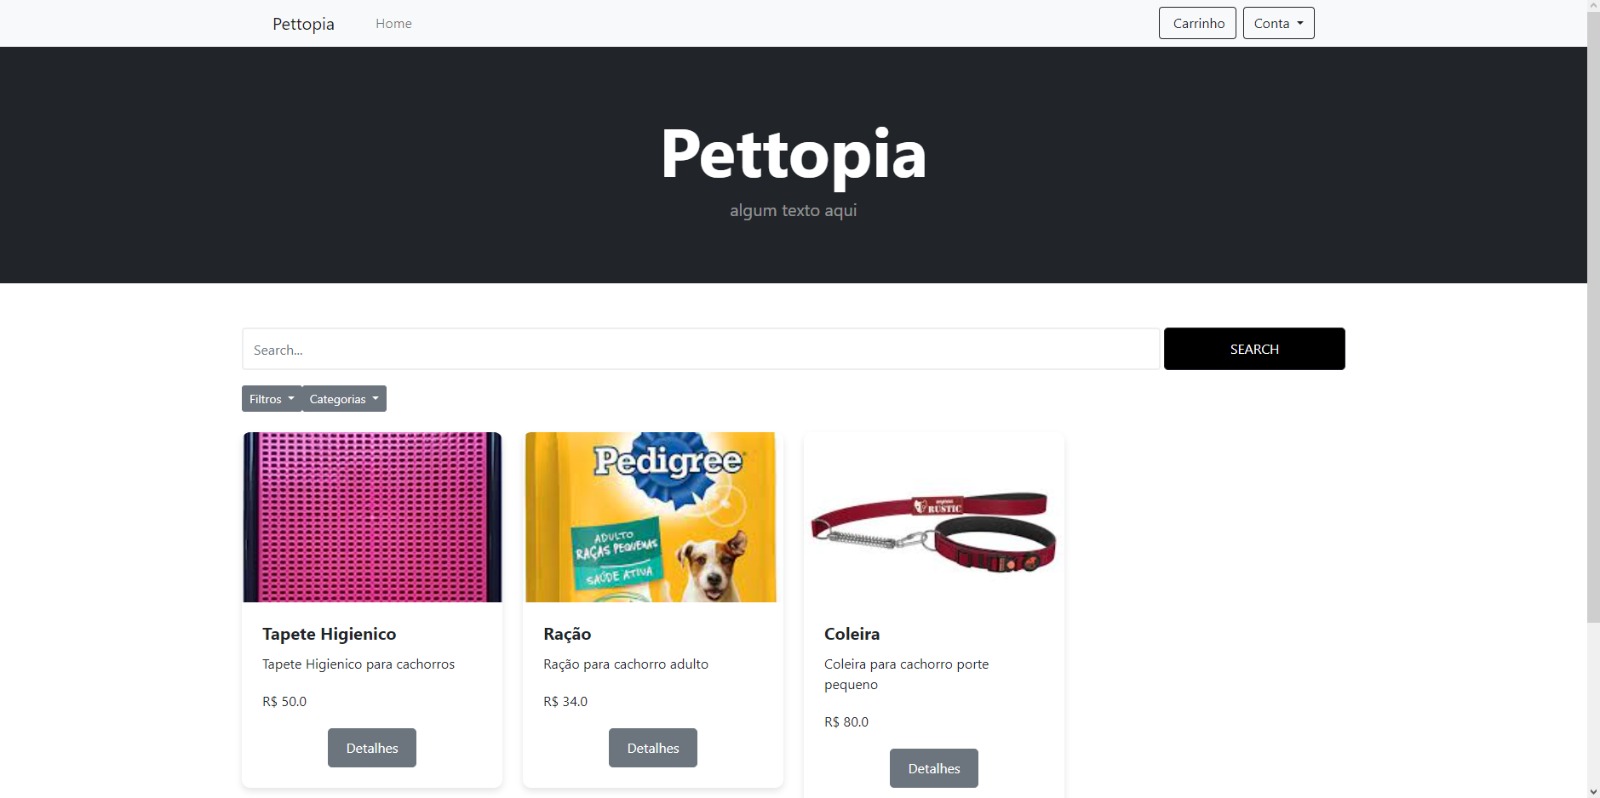 Pettopia Home Carrinho Conta
Pettopia
algum texto aqui
Search...
SEARCH
Filtros Categorias
Pedigree
ADULTO
RAÇAS PEQUENAS
SAÚDE ATIVA
RUSTIC
Tapete Higienico
Tapete Higienico para cachorros
R$ 50.0
Detalhes
Ração
Ração para cachorro adulto
R$ 34.0
Detalhes
Coleira
Coleira para cachorro porte
pequeno
R$ 80.0
Detalhes